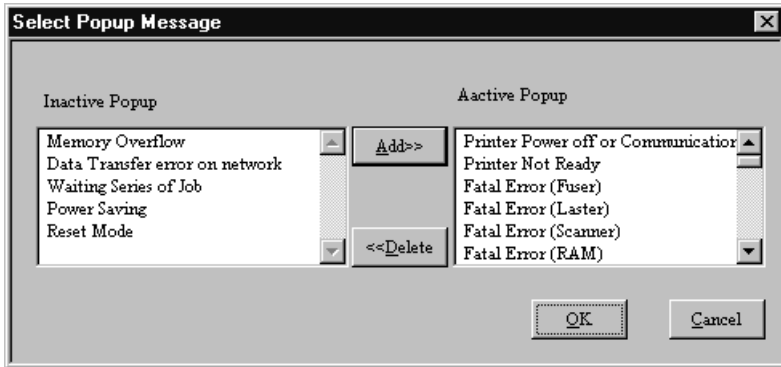 Select Popup Message
Inactive Popup
Memory Overflow
Data Transfer error on network
Waiting Series of Job
Power Saving
Reset Mode
Add>>
<<Delete
Aactive Popup
Printer Power off or Communication
Printer Not Ready
Fatal Error (Fuser)
Fatal Error (Laster)
Fatal Error (Scanner)
Fatal Error (RAM)
OK
Cancel